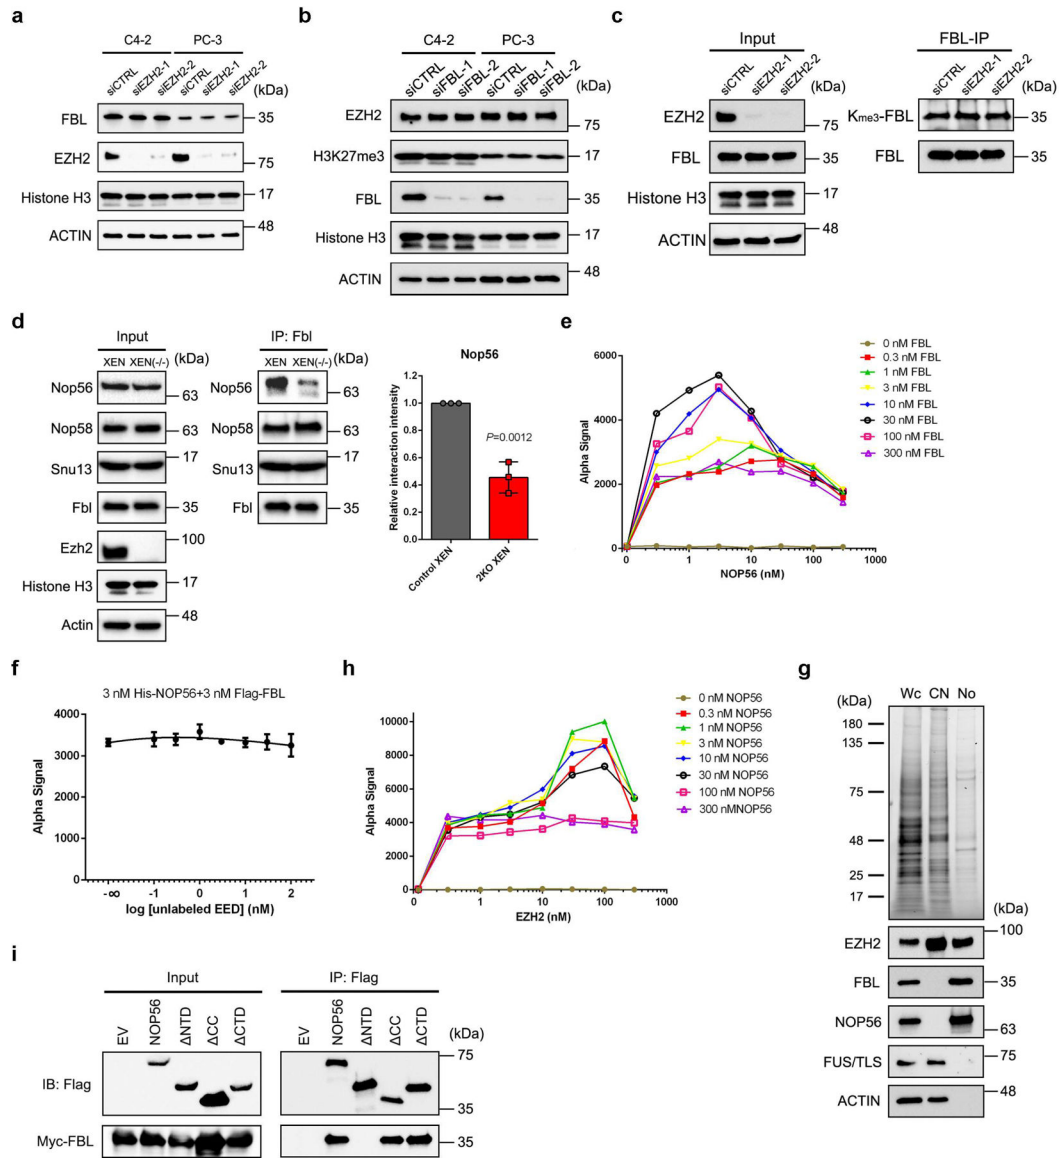 a
C4-2 PC-3
siCTRL siEZH2-1 siEZH2-2 siCTRL siEZH2-1 siEZH2-2 (kDa)
FBL 35
EZH2 75
Histone H3 17
ACTIN 48
b
C4-2 PC-3
siCTRL siFBL-1 siFBL-2 siCTRL siFBL-1 siFBL-2 (kDa)
EZH2 75
H3K27me3 17
FBL 35
Histone H3 17
ACTIN 48
c
Input FBL-IP
siCTRL siEZH2-1 siEZH2-2 (kDa) siCTRL siEZH2-1 siEZH2-2 (kDa)
EZH2 75 Kme3-FBL 35
FBL 35 FBL 35
Histone H3 17
ACTIN 48
d
Input IP: Fbl
XEN XEN(-/-) (kDa) XEN XEN(-/-) (kDa)
Nop56 63 Nop56 63
Nop58 63 Nop58 63
Snu13 17 Snu13 17
Fbl 35 Fbl 35
Ezh2 100
Histone H3 17
Actin 48
Nop56
Relative interaction intensity
1.2
1.0
0.8
0.6
0.4
0.2
0.0
P=0.0012
Control XEN 2KO XEN
e
Alpha Signal
6000
4000
2000
0
0 1 10 100 1000
NOP56 (nM)
0 nM FBL
0.3 nM FBL
1 nM FBL
3 nM FBL
10 nM FBL
30 nM FBL
100 nM FBL
300 nM FBL
f
3 nM His-NOP56+3 nM Flag-FBL
Alpha Signal
4000
3000
2000
1000
0
-∞ -1 0 1 2
log [unlabeled EED] (nM)
h
Alpha Signal
10000
8000
6000
4000
2000
0
0 1 10 100 1000
EZH2 (nM)
0 nM NOP56
0.3 nM NOP56
1 nM NOP56
3 nM NOP56
10 nM NOP56
30 nM NOP56
100 nM NOP56
300 nMNOP56
g
(kDa) Wc CN No
180
135
75
48
25
17
(kDa)
EZH2 100
FBL 35
NOP56 63
FUS/TLS 75
ACTIN 48
i
Input IP: Flag
EV NOP56 ΔNTD ΔCC ΔCTD EV NOP56 ΔNTD ΔCC ΔCTD (kDa)
IB: Flag 75
35
Myc-FBL 35